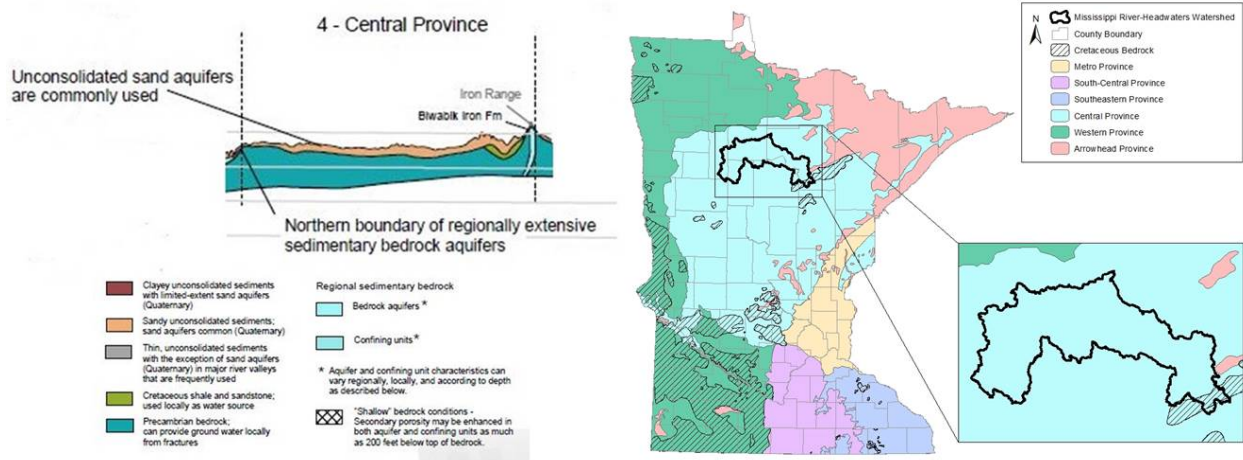 4 - Central Province
Unconsolidated sand aquifers
are commonly used
Iron Range
Biwabik Iron Fm
Northern boundary of regionally extensive
sedimentary bedrock aquifers
Clayey unconsolidated sediments
with limited-extent sand aquifers
(Quaternary)
Sandy unconsolidated sediments;
sand aquifers common (Quaternary)
Thin, unconsolidated sediments
with the exception of sand aquifers
(Quaternary) in major river valleys
that are frequently used
Cretaceous shale and sandstone;
used locally as water source
Precambrian bedrock;
can provide ground water locally
from fractures
Regional sedimentary bedrock
Bedrock aquifers *
Confining units *
* Aquifer and confining unit characteristics can
vary regionally, locally, and according to depth
as described below.
"Shallow" bedrock conditions -
Secondary porosity may be enhanced in
both aquifer and confining units as much
as 200 feet below top of bedrock.
N
Mississippi River-Headwaters Watershed
County Boundary
Cretaceous Bedrock
Metro Province
South-Central Province
Southeastern Province
Central Province
Western Province
Arrowhead Province